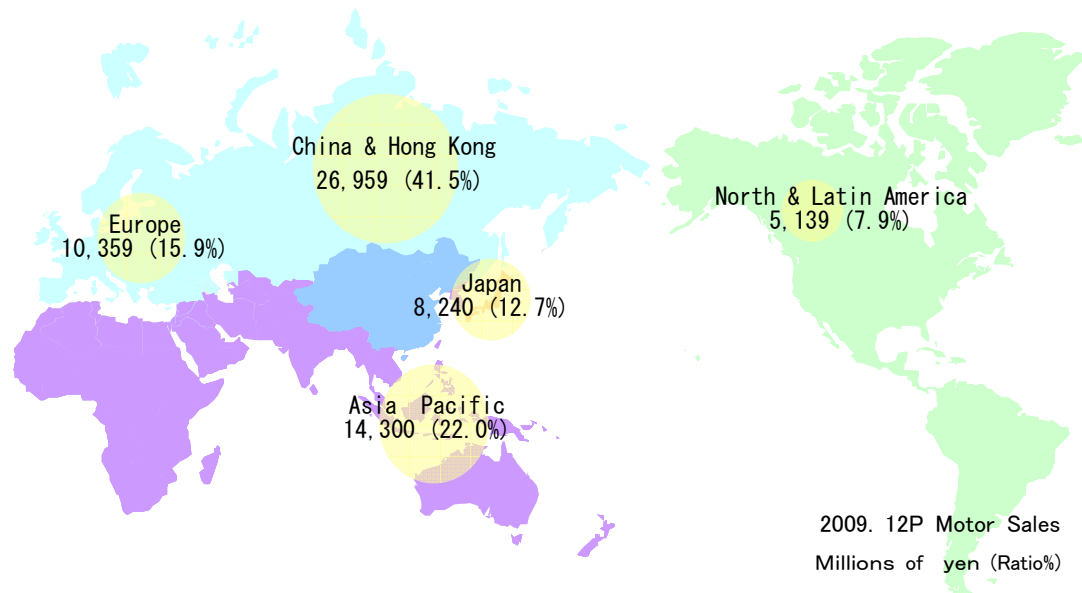 China & Hong Kong
26,959 (41.5%)
North & Latin America
5,139 (7.9%)
Europe
10,359 (15.9%)
Japan
8,240 (12.7%)
Asia Pacific
14,300 (22.0%)
2009. 12P Motor Sales
Millions of yen (Ratio%)